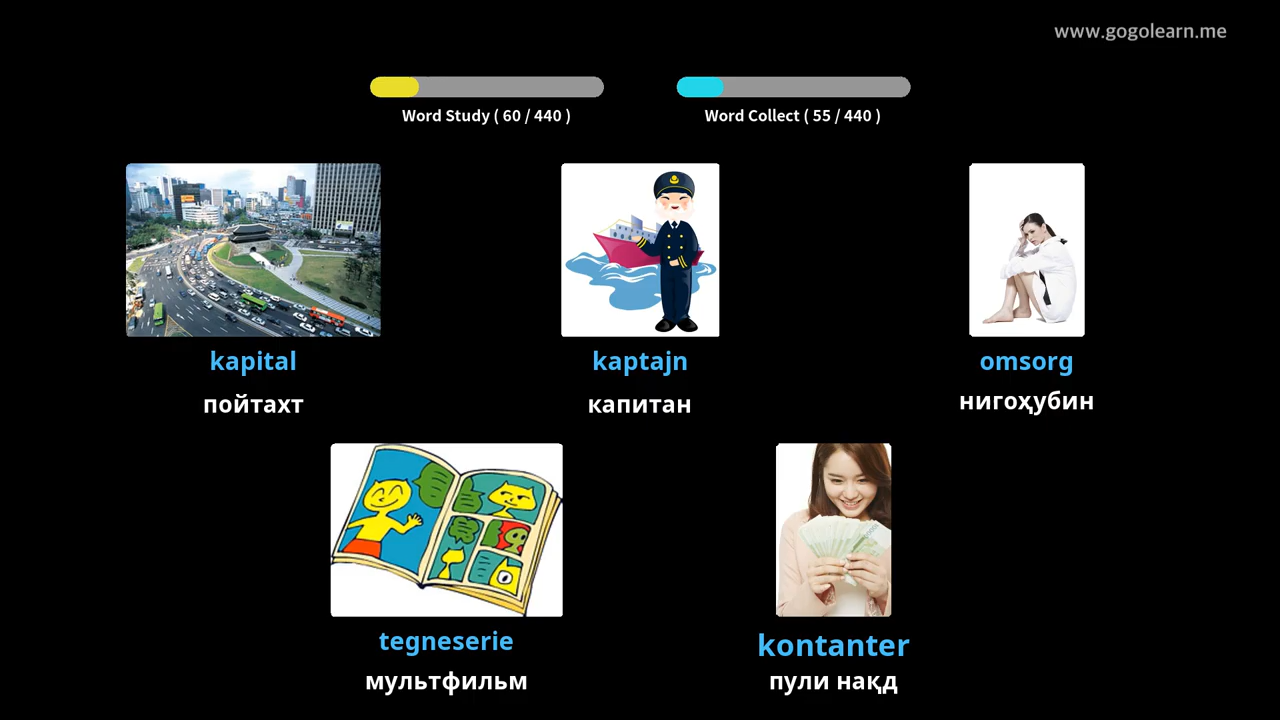 www.gogolearn.me
Word Study ( 60 / 440 )
Word Collect ( 55 / 440 )
kapital
пойтахт
kaptajn
капитан
omsorg
нигоҳубин
tegneserie
мультфильм
kontanter
пули нақд